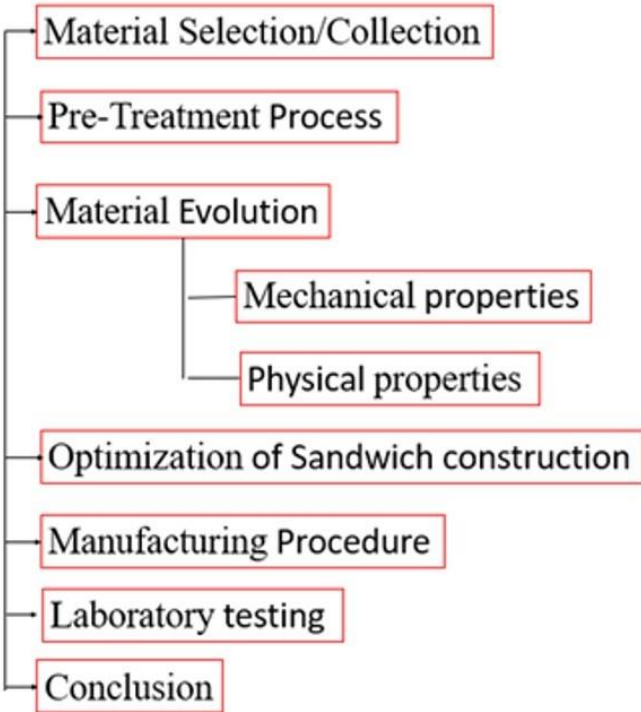 Material Selection/Collection
Pre-Treatment Process
Material Evolution
Mechanical properties
Physical properties
Optimization of Sandwich construction
Manufacturing Procedure
Laboratory testing
Conclusion